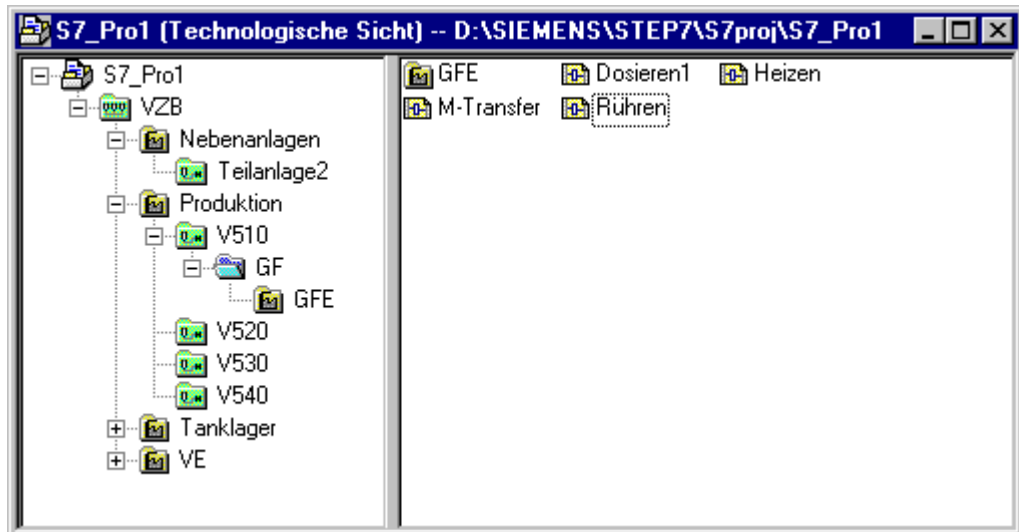 S7_Pro1 (Technologische Sicht) -- D:\SIEMENS\STEP7\S7proj\S7_Pro1
S7_Pro1
VZB
Nebenanlagen
Teilanlage2
Produktion
V510
GF
GFE
V520
V530
V540
Tanklager
VE
GFE Dosieren1 Heizen
M-Transfer Rühren